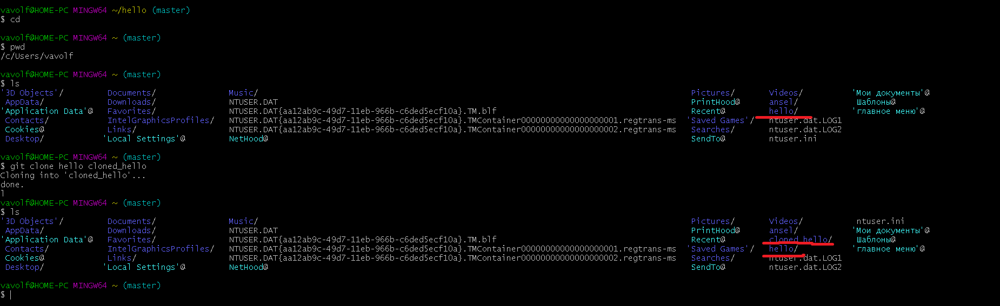 vavolf@HOME-PC MINGW64 ~/hello (master)
$ cd
vavolf@HOME-PC MINGW64 ~ (master)
$ pwd
/c/Users/vavolf
vavolf@HOME-PC MINGW64 ~ (master)
$ ls
'3D Objects'/ Documents/ Music/ Pictures/ Videos/ 'Мои документы'@
AppData/ Downloads/ NTUSER.DAT PrintHood@ ansel/ Шаблоны@
'Application Data'@ Favorites/ NTUSER.DAT{aa12ab9c-49d7-11eb-966b-c6ded5ecf10a}.TM.blf Recent@ hello/ 'главное меню'@
Contacts/ IntelGraphicsProfiles/ NTUSER.DAT{aa12ab9c-49d7-11eb-966b-c6ded5ecf10a}.TMContainer00000000000000000001.regtrans-ms 'Saved Games'/ ntuser.dat.LOG1
Cookies@ Links/ NTUSER.DAT{aa12ab9c-49d7-11eb-966b-c6ded5ecf10a}.TMContainer00000000000000000002.regtrans-ms Searches/ ntuser.dat.LOG2
Desktop/ 'Local Settings'@ NetHood@ SendTo@ ntuser.ini
vavolf@HOME-PC MINGW64 ~ (master)
$ git clone hello cloned_hello
Cloning into 'cloned_hello'...
done.
l
vavolf@HOME-PC MINGW64 ~ (master)
$ ls
'3D Objects'/ Documents/ Music/ Pictures/ Videos/ ntuser.ini
AppData/ Downloads/ NTUSER.DAT PrintHood@ ansel/ 'Мои документы'@
'Application Data'@ Favorites/ NTUSER.DAT{aa12ab9c-49d7-11eb-966b-c6ded5ecf10a}.TM.blf Recent@ cloned_hello/ Шаблоны@
Contacts/ IntelGraphicsProfiles/ NTUSER.DAT{aa12ab9c-49d7-11eb-966b-c6ded5ecf10a}.TMContainer00000000000000000001.regtrans-ms 'Saved Games'/ hello/ 'главное меню'@
Cookies@ Links/ NTUSER.DAT{aa12ab9c-49d7-11eb-966b-c6ded5ecf10a}.TMContainer00000000000000000002.regtrans-ms Searches/ ntuser.dat.LOG1
Desktop/ 'Local Settings'@ NetHood@ SendTo@ ntuser.dat.LOG2
vavolf@HOME-PC MINGW64 ~ (master)
$